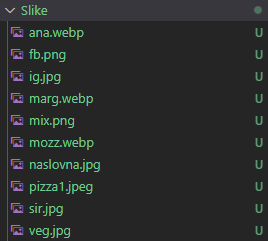 Slike
ana.webp U
fb.png U
ig.jpg U
marg.webp U
mix.png U
mozz.webp U
naslovna.jpg U
pizza1.jpeg U
sir.jpg U
veg.jpg U